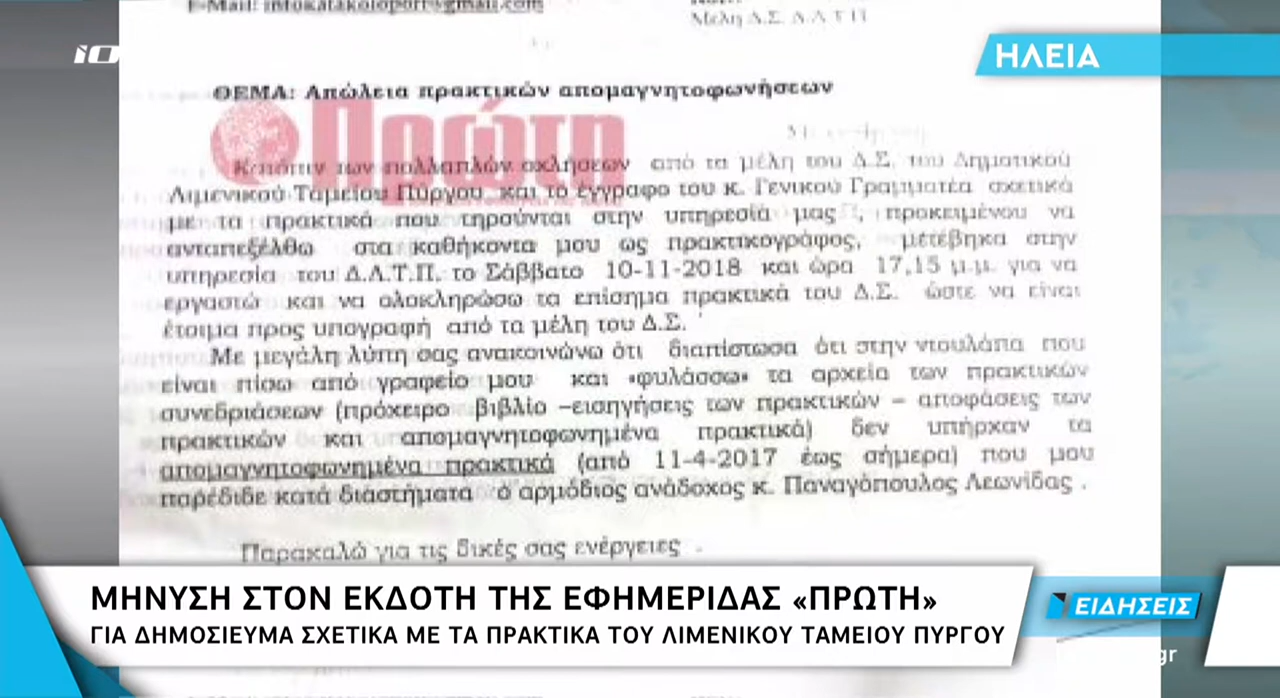 E-Mail: infokatakoloport@gmail.com
Μέλη Δ.Σ. Δ.Λ.Τ.Π
ΗΛΕΙΑ
ΘΕΜΑ: Απώλεια πρακτικών απομαγνητοφωνήσεων
Πρώτη
Κατόπιν των πολλαπλών οχλήσεων από τα μέλη του Δ.Σ. του Δημοτικού
Λιμενικού Ταμείου Πύργου και το έγγραφο του κ. Γενικού Γραμματέα σχετικά
με τα πρακτικά που τηρούνται στην υπηρεσία μας , προκειμένου να
ανταπεξέλθω στα καθήκοντα μου ως πρακτικογράφος, μετέβηκα στην
υπηρεσία του Δ.Λ.Τ.Π. το Σάββατο 10-11-2018 και ώρα 17,15 μ.μ. για να
εργαστώ και να ολοκληρώσω τα επίσημα πρακτικά του Δ.Σ. ώστε να είναι
έτοιμα προς υπογραφή από τα μέλη του Δ.Σ.
Με μεγάλη λύπη σας ανακοινώνω ότι διαπίστωσα ότι στην ντουλάπα που
είναι πίσω από γραφείο μου και «φυλάσσω» τα αρχεία των πρακτικών
συνεδριάσεων (πρόχειρο βιβλίο –εισηγήσεις των πρακτικών – αποφάσεις των
πρακτικών και απομαγνητοφωνημένα πρακτικά) δεν υπήρχαν τα
απομαγνητοφωνημένα πρακτικά (από 11-4-2017 έως σήμερα) που μου
παρέδιδε κατά διαστήματα ό αρμόδιος ανάδοχος κ. Παναγόπουλος Λεωνίδας .
Παρακαλώ για τις δικές σας ενέργειες .
ΜΗΝΥΣΗ ΣΤΟΝ ΕΚΔΟΤΗ ΤΗΣ ΕΦΗΜΕΡΙΔΑΣ «ΠΡΩΤΗ»
ΓΙΑ ΔΗΜΟΣΙΕΥΜΑ ΣΧΕΤΙΚΑ ΜΕ ΤΑ ΠΡΑΚΤΙΚΑ ΤΟΥ ΛΙΜΕΝΙΚΟΥ ΤΑΜΕΙΟΥ ΠΥΡΓΟΥ
ΕΙΔΗΣΕΙΣ